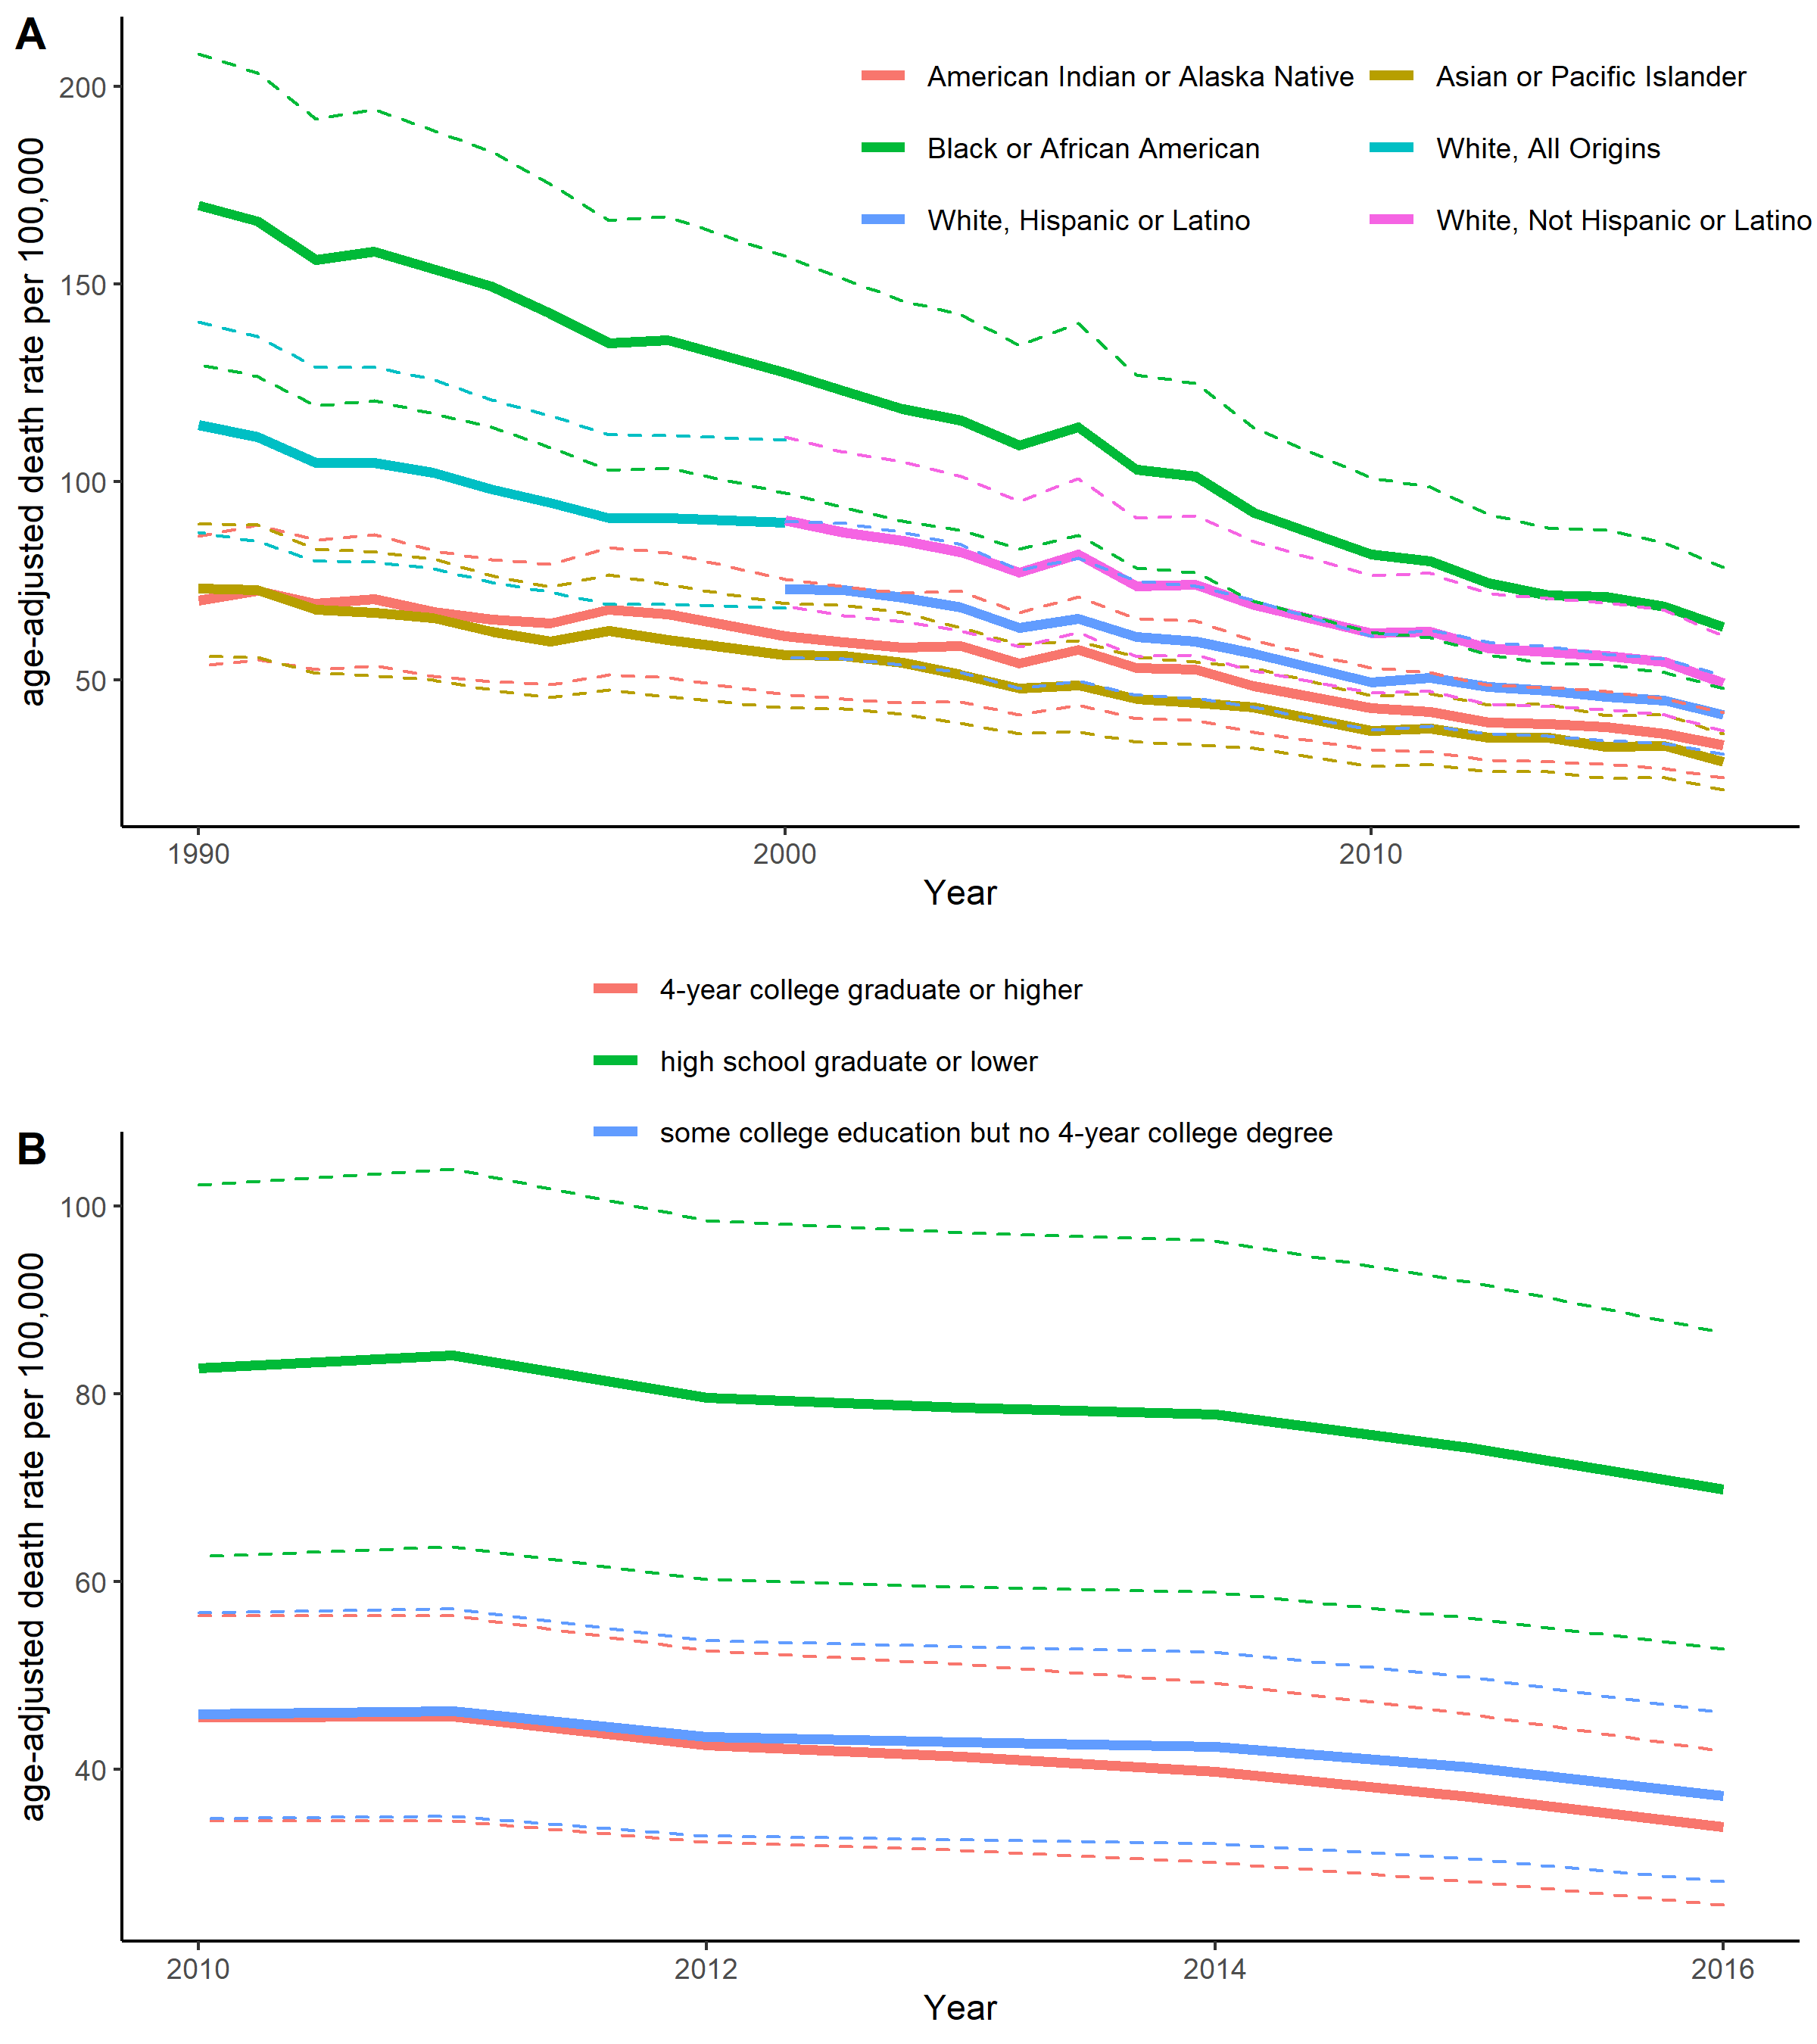 A
age-adjusted death rate per 100,000
200
150
100
50
American Indian or Alaska Native
Asian or Pacific Islander
Black or African American
White, All Origins
White, Hispanic or Latino
White, Not Hispanic or Latino
1990
2000
2010
Year
4-year college graduate or higher
high school graduate or lower
some college education but no 4-year college degree
B
age-adjusted death rate per 100,000
100
80
60
40
2010
2012
2014
2016
Year